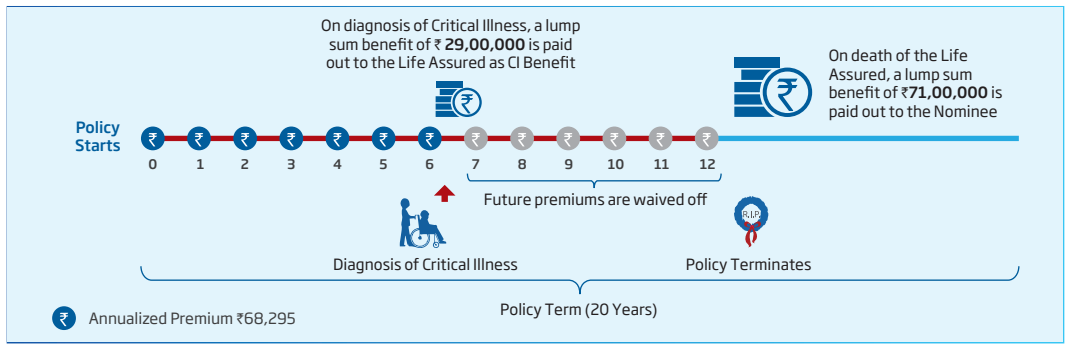 On diagnosis of Critical Illness, a lump
sum benefit of ₹ 29,00,000 is paid
out to the Life Assured as CI Benefit
On death of the Life
Assured, a lump sum
benefit of ₹71,00,000 is
paid out to the Nominee
Policy
Starts
0 1 2 3 4 5 6 7 8 9 10 11 12
Future premiums are waived off
R.I.P.
Diagnosis of Critical Illness
Policy Terminates
Policy Term (20 Years)
₹ Annualized Premium ₹68,295